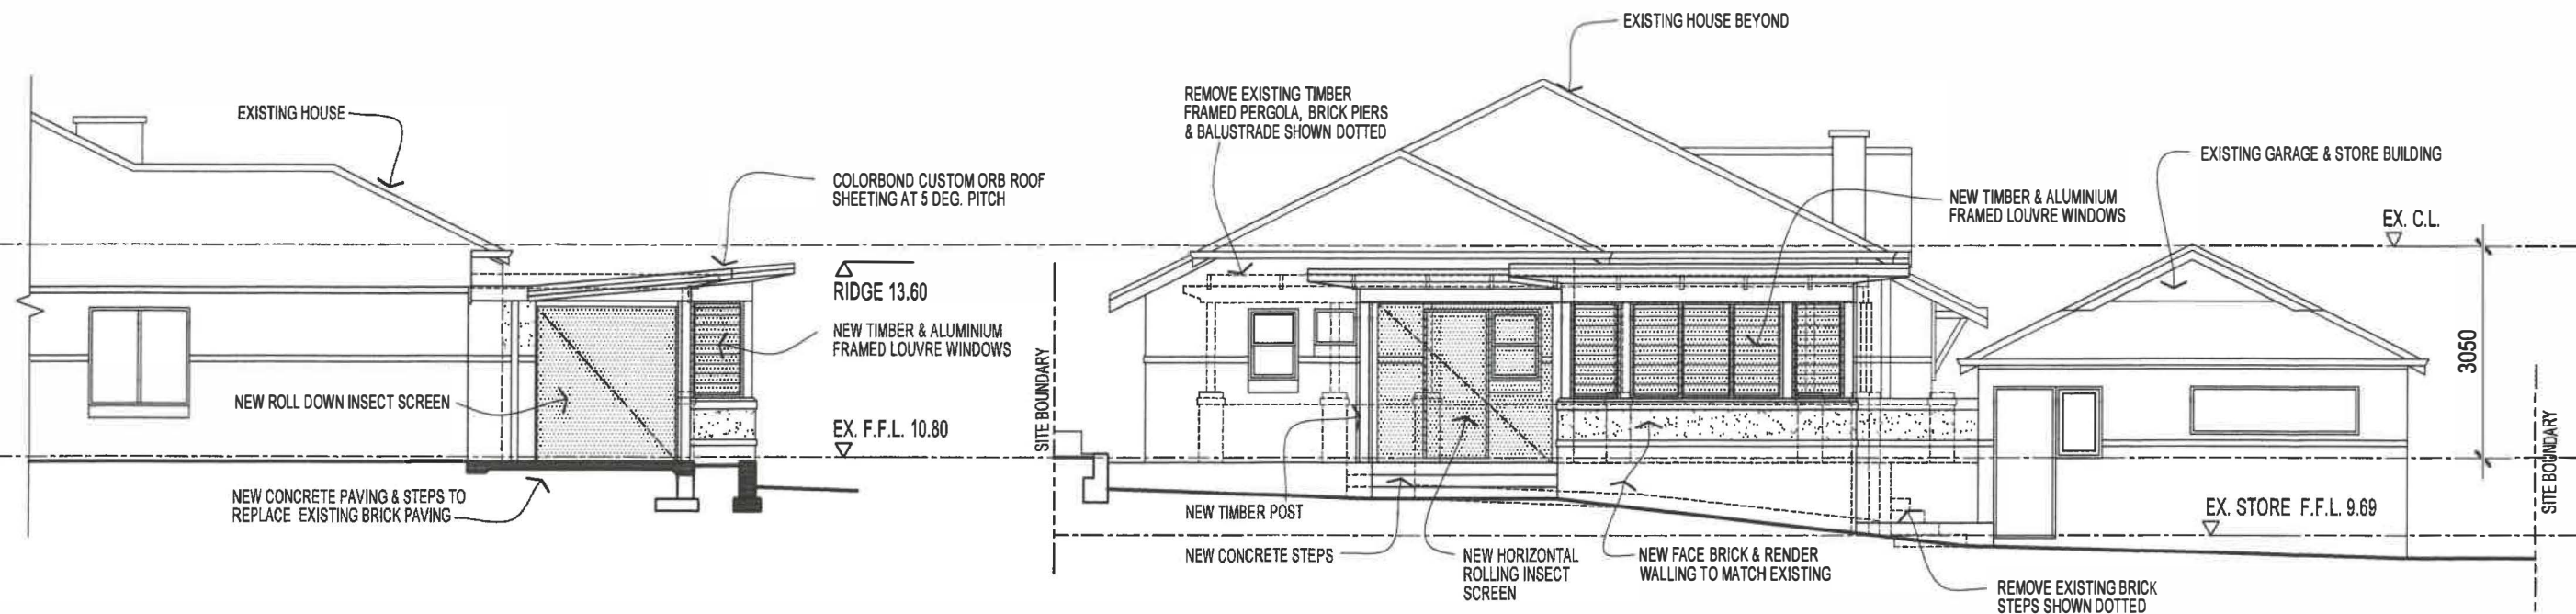 EXISTING HOUSE
COLORBOND CUSTOM ORB ROOF
SHEETING AT 5 DEG. PITCH
RIDGE 13.60
NEW TIMBER & ALUMINIUM
FRAMED LOUVRE WINDOWS
NEW ROLL DOWN INSECT SCREEN
EX. F.F.L. 10.80
NEW CONCRETE PAVING & STEPS TO
REPLACE EXISTING BRICK PAVING
SITE BOUNDARY
EXISTING HOUSE BEYOND
REMOVE EXISTING TIMBER
FRAMED PERGOLA, BRICK PIERS
& BALUSTRADE SHOWN DOTTED
EXISTING GARAGE & STORE BUILDING
NEW TIMBER & ALUMINIUM
FRAMED LOUVRE WINDOWS
EX. C.L.
3050
SITE BOUNDARY
EX. STORE F.F.L. 9.69
NEW TIMBER POST
NEW CONCRETE STEPS
NEW HORIZONTAL
ROLLING INSECT
SCREEN
NEW FACE BRICK & RENDER
WALLING TO MATCH EXISTING
REMOVE EXISTING BRICK
STEPS SHOWN DOTTED